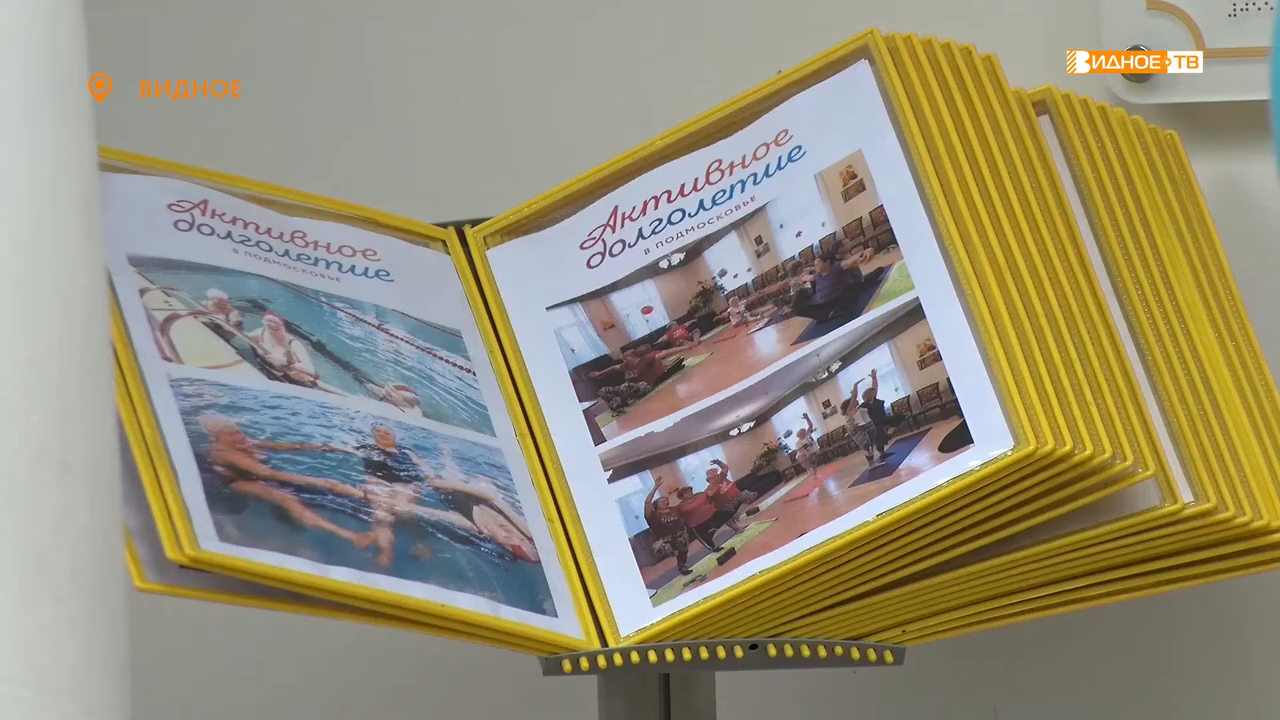 ВИДНОЕ
ВИДНОЕ ТВ
Активное
долголетие
в подмосковье
Активное
долголетие
в подмосковье